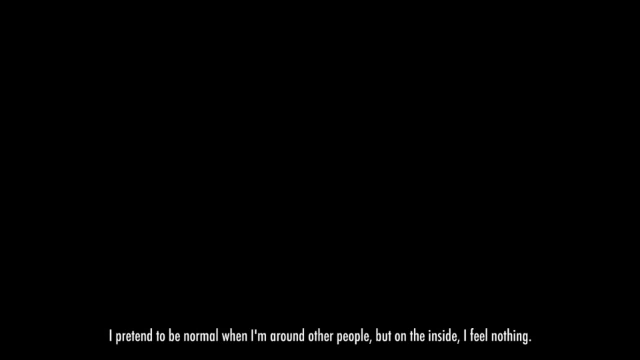 I pretend to be normal when I'm around other people, but on the inside, I feel nothing.